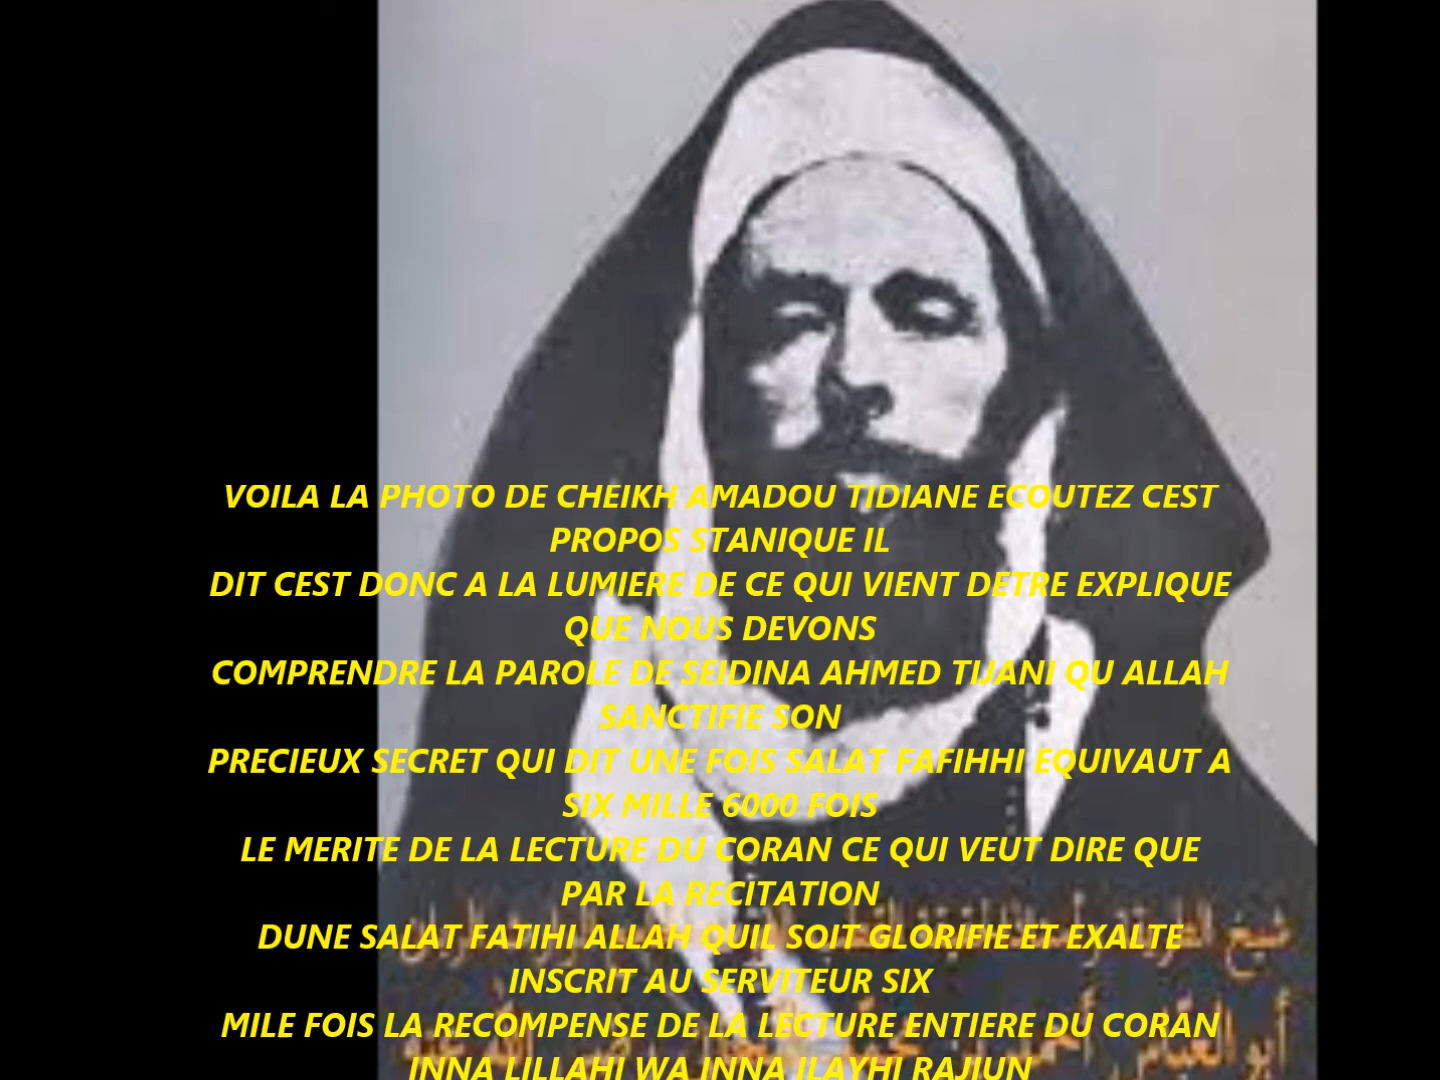 VOILA LA PHOTO DE CHEIKH AMADOU TIDIANE ECOUTEZ CEST
PROPOS STANIQUE IL
DIT CEST DONC A LA LUMIERE DE CE QUI VIENT DETRE EXPLIQUE
QUE NOUS DEVONS
COMPRENDRE LA PAROLE DE SEIDINA AHMED TIJANI QU ALLAH
SANCTIFIE SON
PRECIEUX SECRET QUI DIT UNE FOIS SALAT FAFIHHI EQUIVAUT A
SIX MILLE 6000 FOIS
LE MERITE DE LA LECTURE DU CORAN CE QUI VEUT DIRE QUE
PAR LA RECITATION
DUNE SALAT FATIHI ALLAH QUIL SOIT GLORIFIE ET EXALTE
INSCRIT AU SERVITEUR SIX
MILE FOIS LA RECOMPENSE DE LA LECTURE ENTIERE DU CORAN
INNA LILLAHI WA INNA ILAYHI RAJIUN
شيخ
أبو العباس